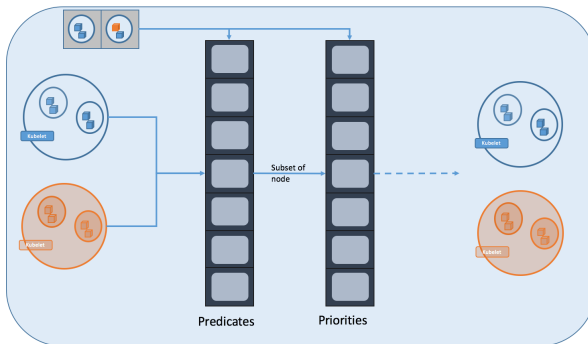 Kubelet
Kubelet
Subset of
node
Kubelet
Kubelet
Predicates
Priorities